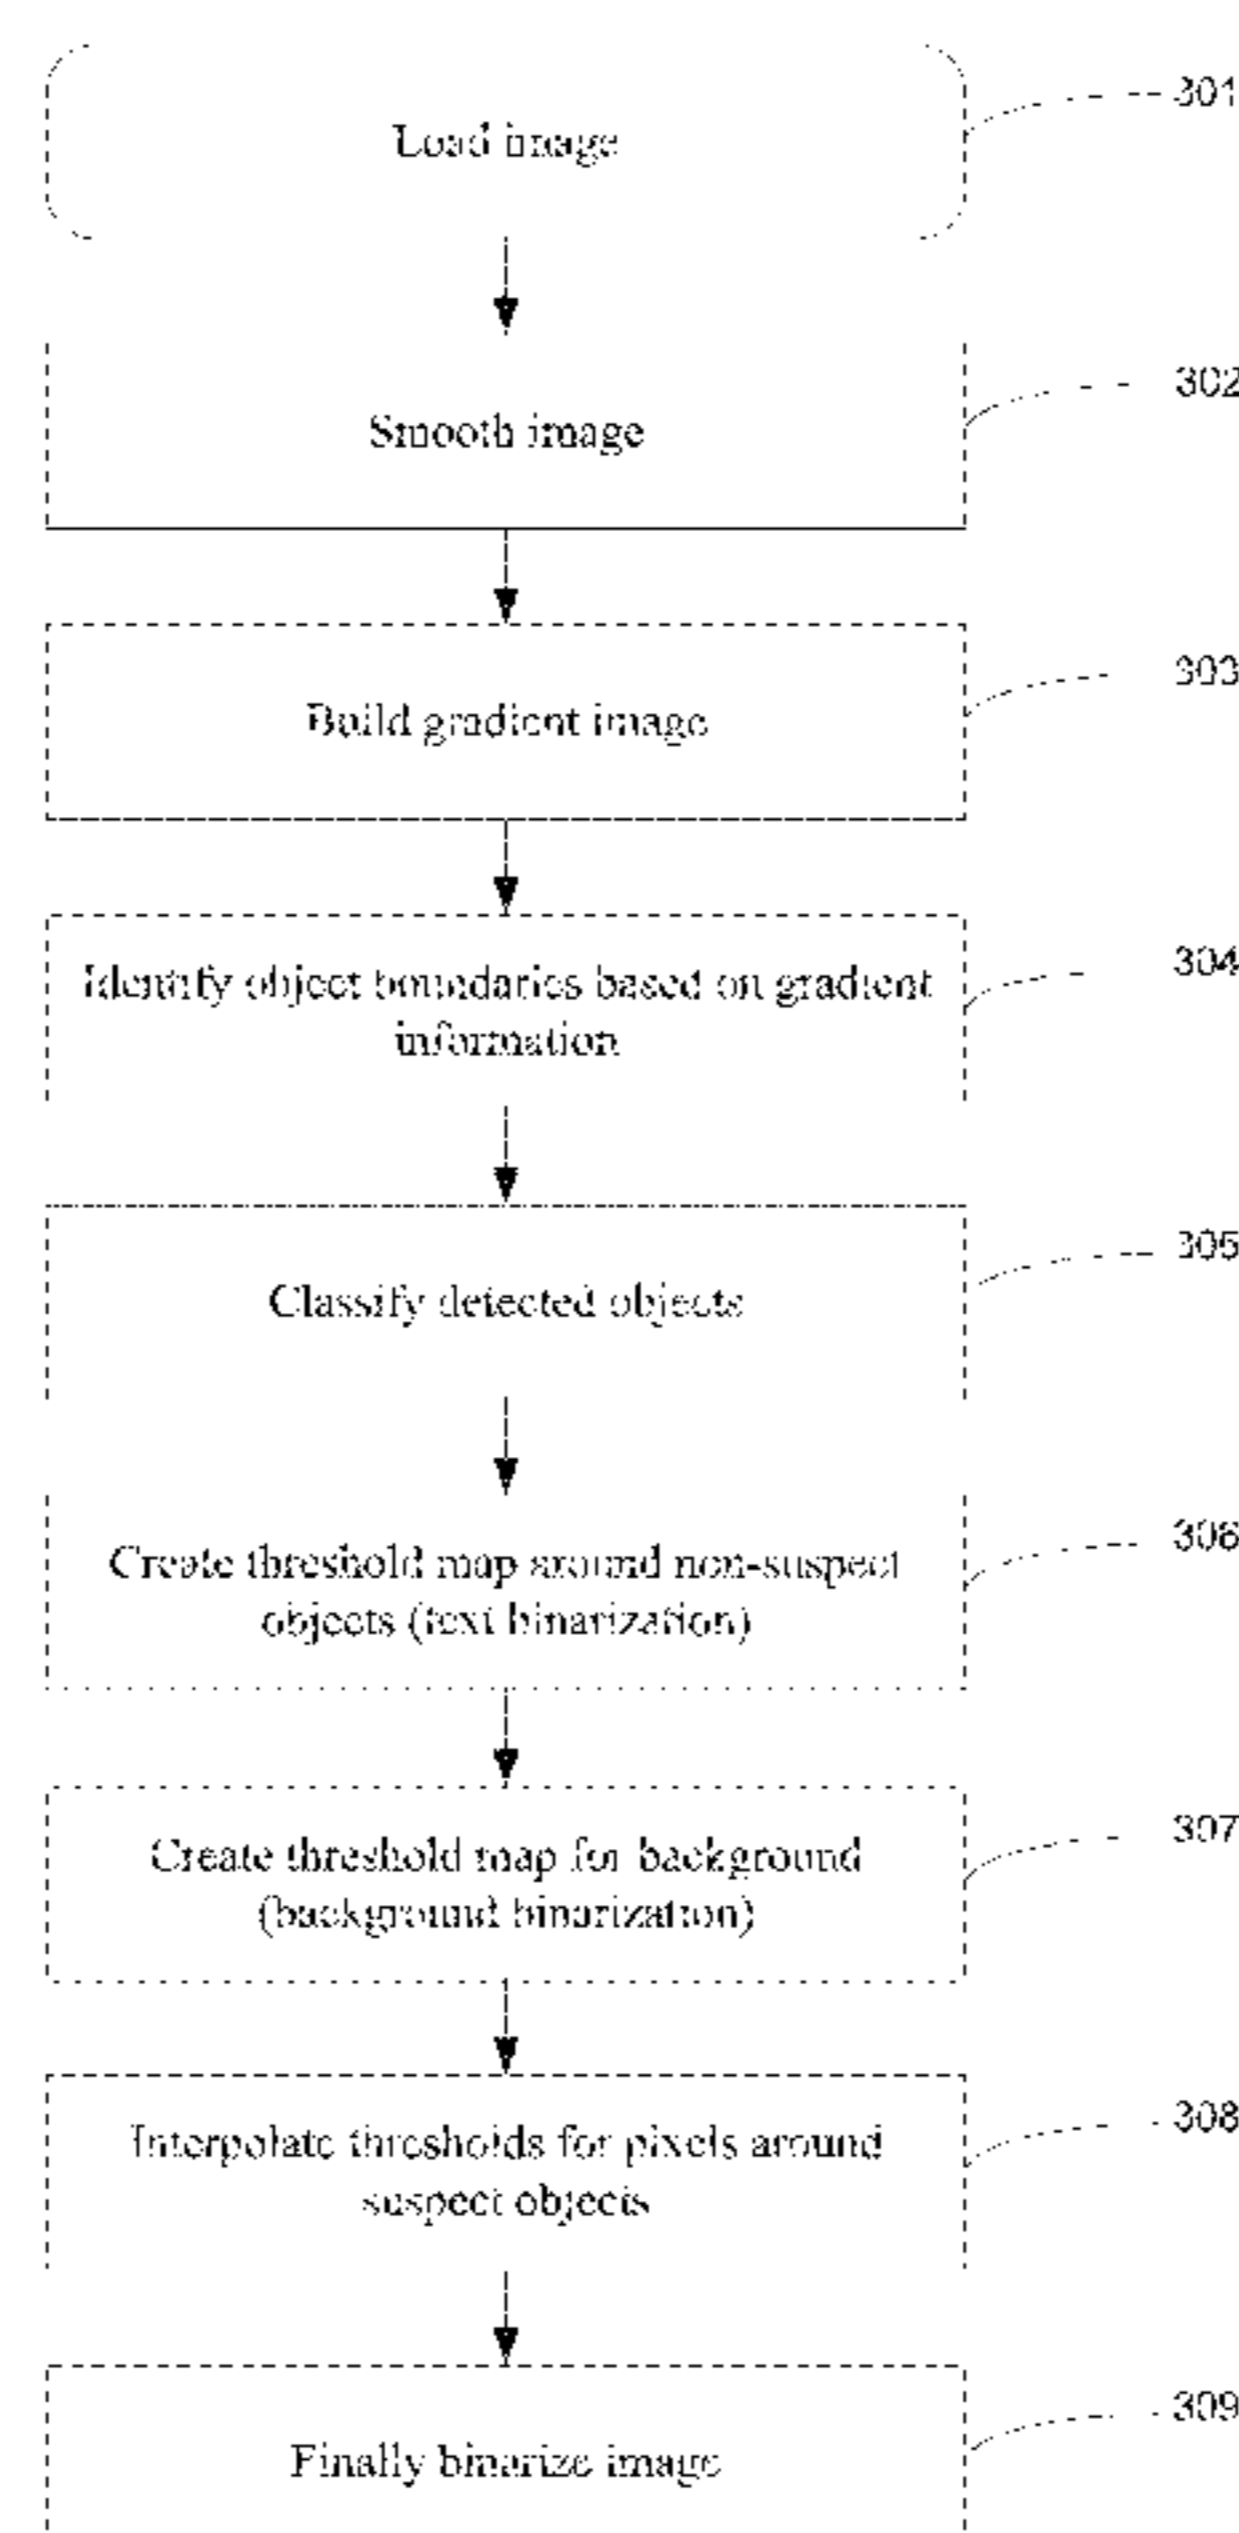 Load image
301
Smooth image
302
Build gradient image
303
Identify object boundaries based on gradient
information
304
Classify detected objects
305
Create threshold map around non-suspect
objects (text binarization)
306
Create threshold map for background
(background binarization)
307
Interpolate thresholds for pixels around
suspect objects
308
Finally binarize image
309